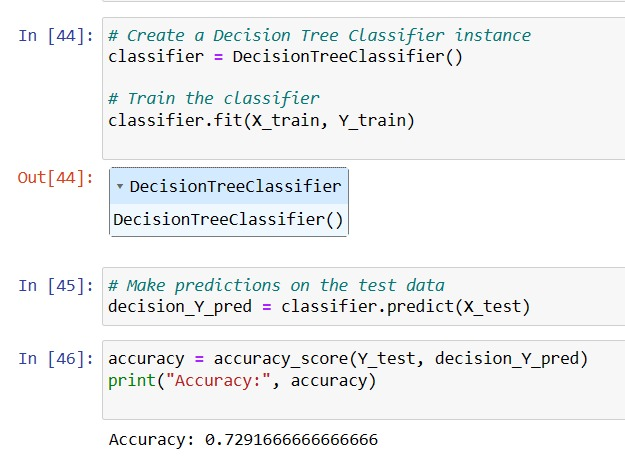 In [44]: # Create a Decision Tree Classifier instance
classifier = DecisionTreeClassifier()
# Train the classifier
classifier.fit(X_train, Y_train)
Out[44]: ▾ DecisionTreeClassifier
DecisionTreeClassifier()
In [45]: # Make predictions on the test data
decision_Y_pred = classifier.predict(X_test)
In [46]: accuracy = accuracy_score(Y_test, decision_Y_pred)
print("Accuracy:", accuracy)
Accuracy: 0.7291666666666666